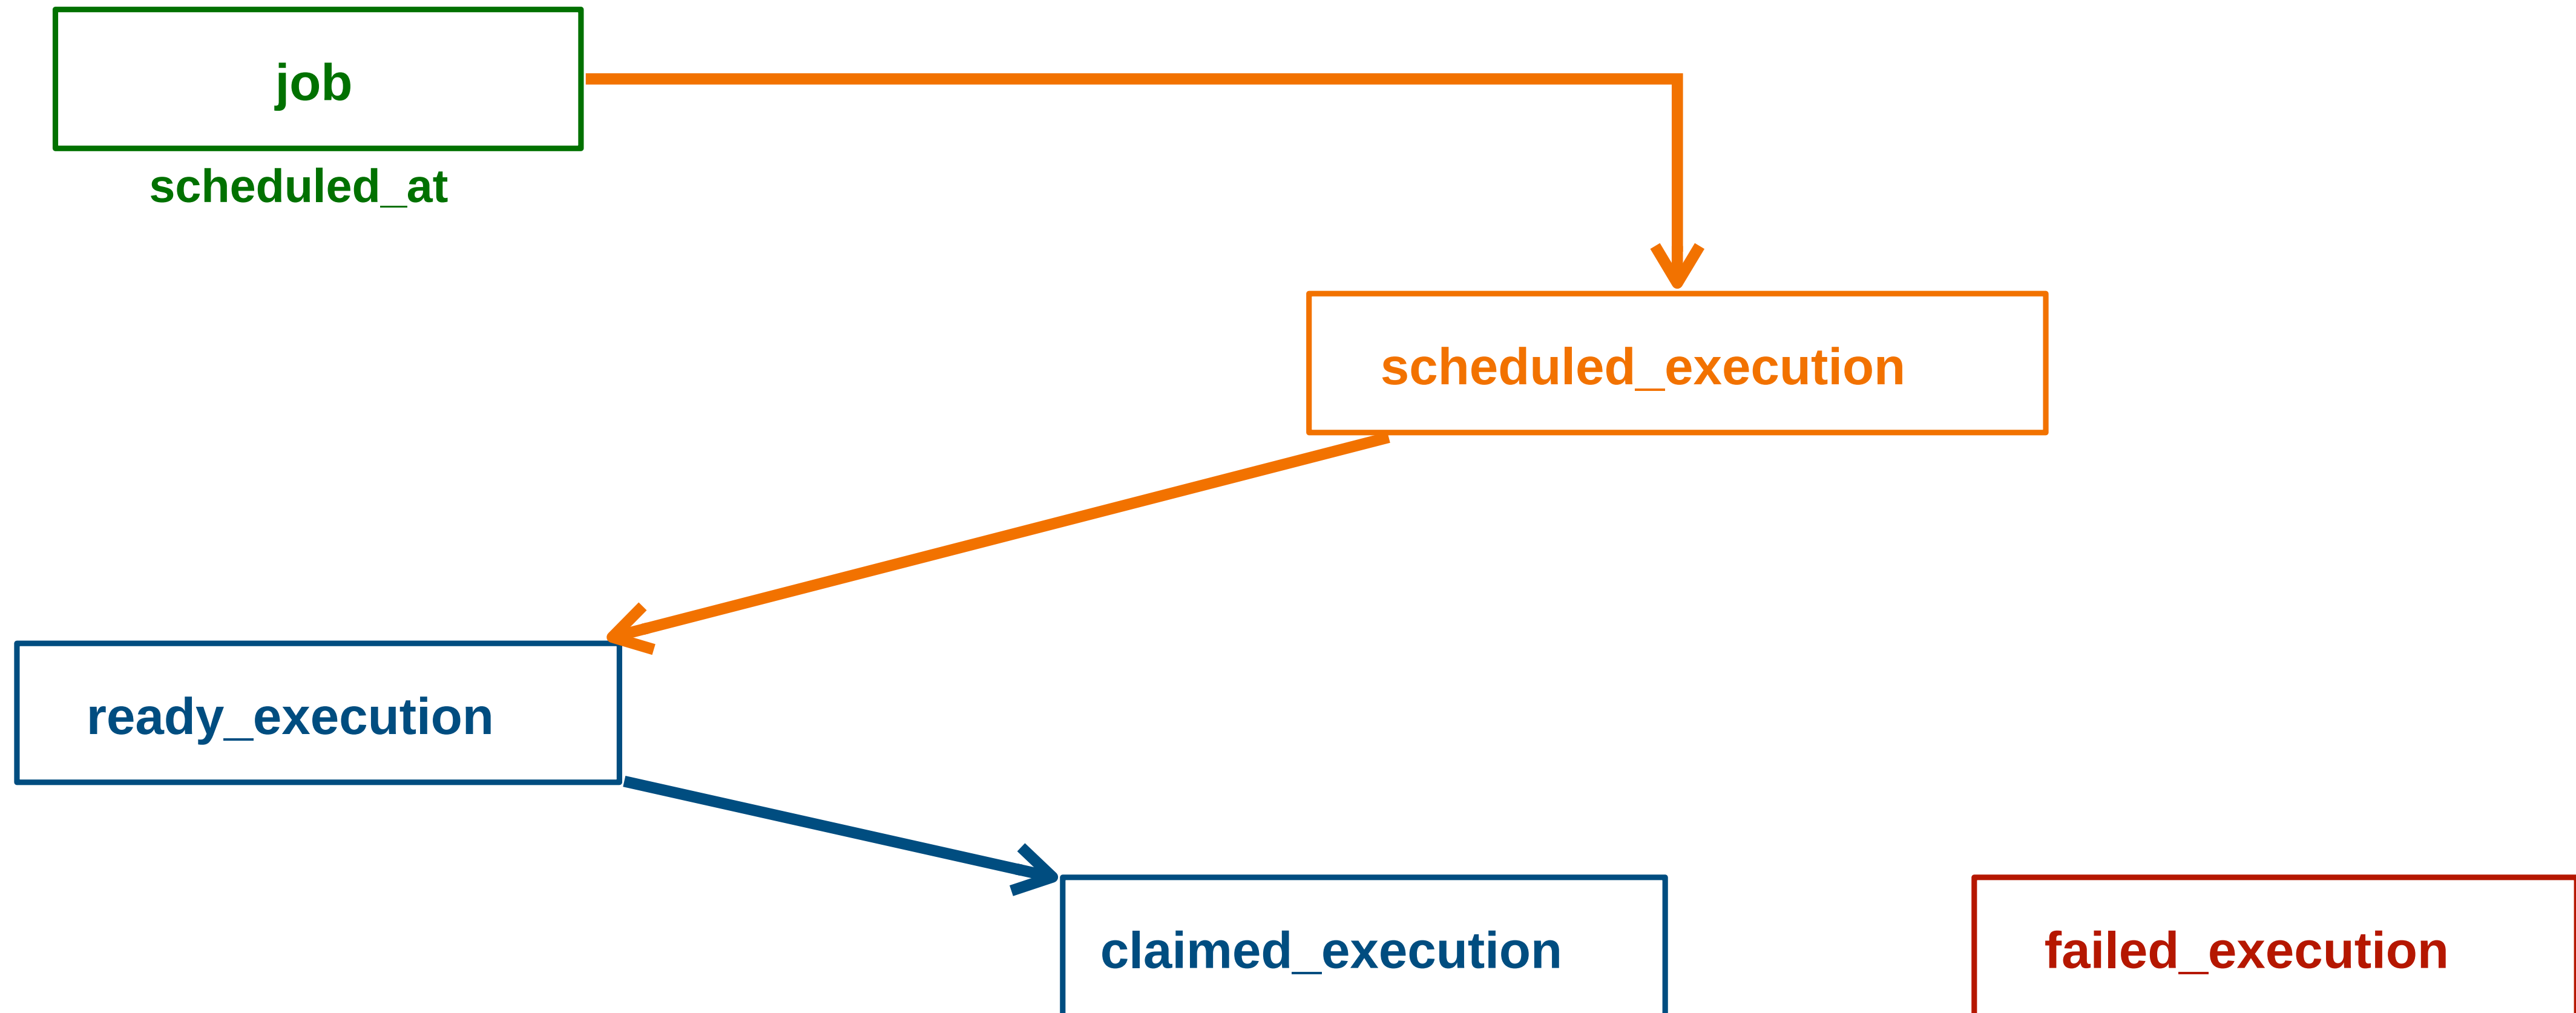 job
scheduled_at
scheduled_execution
ready_execution
claimed_execution
failed_execution